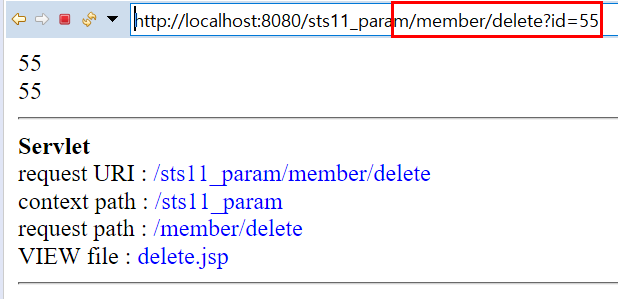 http://localhost:8080/sts11_param/member/delete?id=55
55
55
Servlet
request URI : /sts11_param/member/delete
context path : /sts11_param
request path : /member/delete
VIEW file : delete.jsp